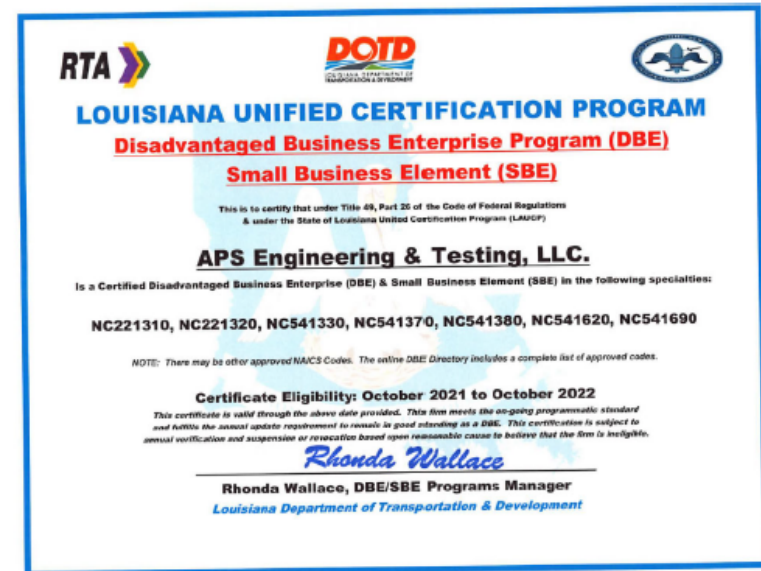 RTA
DOTD
LOUISIANA DEPARTMENT OF
TRANSPORTATION & DEVELOPMENT
LOUISIANA UNIFIED CERTIFICATION PROGRAM
Disadvantaged Business Enterprise Program (DBE)
Small Business Element (SBE)
This is to certify that under Title 49, Part 26 of the Code of Federal Regulations
& under the State of Louisiana United Certification Program (LAUCP)
APS Engineering & Testing, LLC.
Is a Certified Disadvantaged Business Enterprise (DBE) & Small Business Element (SBE) in the following specialties:
NC221310, NC221320, NC541330, NC541370, NC541380, NC541620, NC541690
NOTE: There may be other approved NAICS Codes. The online DBE Directory includes a complete list of approved codes.
Certificate Eligibility: October 2021 to October 2022
This certificate is valid through the above date provided. This firm meets the on-going programmatic standard
and fulfills the annual update requirement to remain in good standing as a DBE. This certification is subject to
annual verification and suspension or revocation based upon reasonable cause to believe that the firm is ineligible.
Rhonda Wallace
Rhonda Wallace, DBE/SBE Programs Manager
Louisiana Department of Transportation & Development